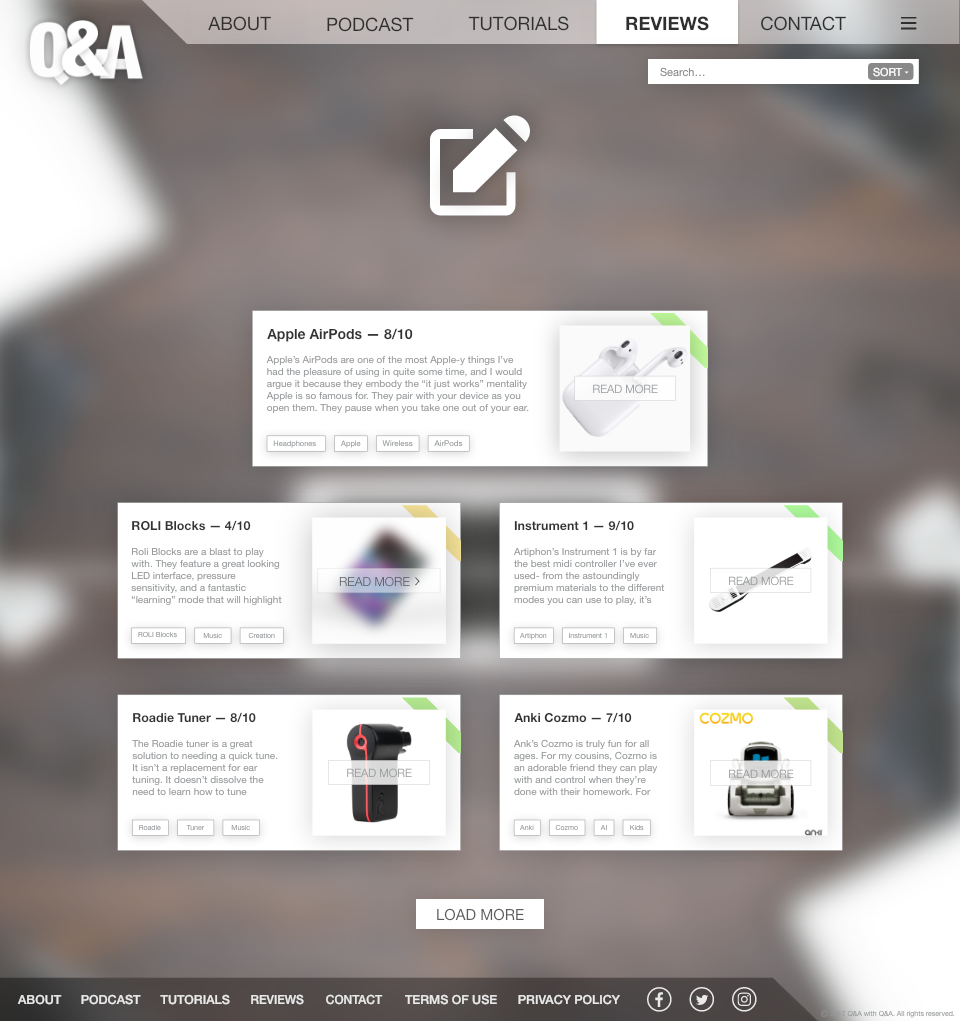 Q&A
ABOUT PODCAST TUTORIALS REVIEWS CONTACT
Search... SORT
Apple AirPods — 8/10
Apple's AirPods are one of the most Apple-y things I've
had the pleasure of using in quite some time, and I would
argue it because they embody the “it just works” mentality
Apple is so famous for. They pair with your device as you
open them. They pause when you take one out of your ear.
Headphones Apple Wireless AirPods
READ MORE
ROLI Blocks — 4/10
Roli Blocks are a blast to play
with. They feature a great looking
LED interface, pressure
sensitivity, and a fantastic
“learning” mode that will highlight
ROLI Blocks Music Creation
READ MORE >
Instrument 1 — 9/10
Artiphon's Instrument 1 is by far
the best midi controller I've ever
used- from the astoundingly
premium materials to the different
modes you can use to play, it's
Artiphon Instrument 1 Music
READ MORE
Roadie Tuner — 8/10
The Roadie tuner is a great
solution to needing a quick tune.
It isn't a replacement for ear
tuning. It doesn't dissolve the
need to learn how to tune
Roadie Tuner Music
READ MORE
Anki Cozmo — 7/10
Ank's Cozmo is truly fun for all
ages. For my cousins, Cozmo is
an adorable friend they can play
with and control when they're
done with their homework. For
Anki Cozmo AI Kids
COZMO
READ MORE
anki
LOAD MORE
ABOUT PODCAST TUTORIALS REVIEWS CONTACT TERMS OF USE PRIVACY POLICY
Q&A with Q&A. All rights reserved.